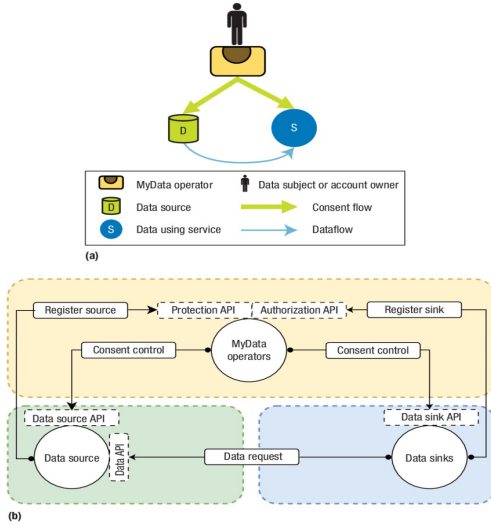 D
S
MyData operator
Data subject or account owner
D
Data source
Consent flow
S
Data using service
Dataflow
(a)
Register source
Protection API
Authorization API
Register sink
Consent control
MyData
operators
Consent control
Data source API
Data sink API
Data source
Data API
Data request
Data sinks
(b)